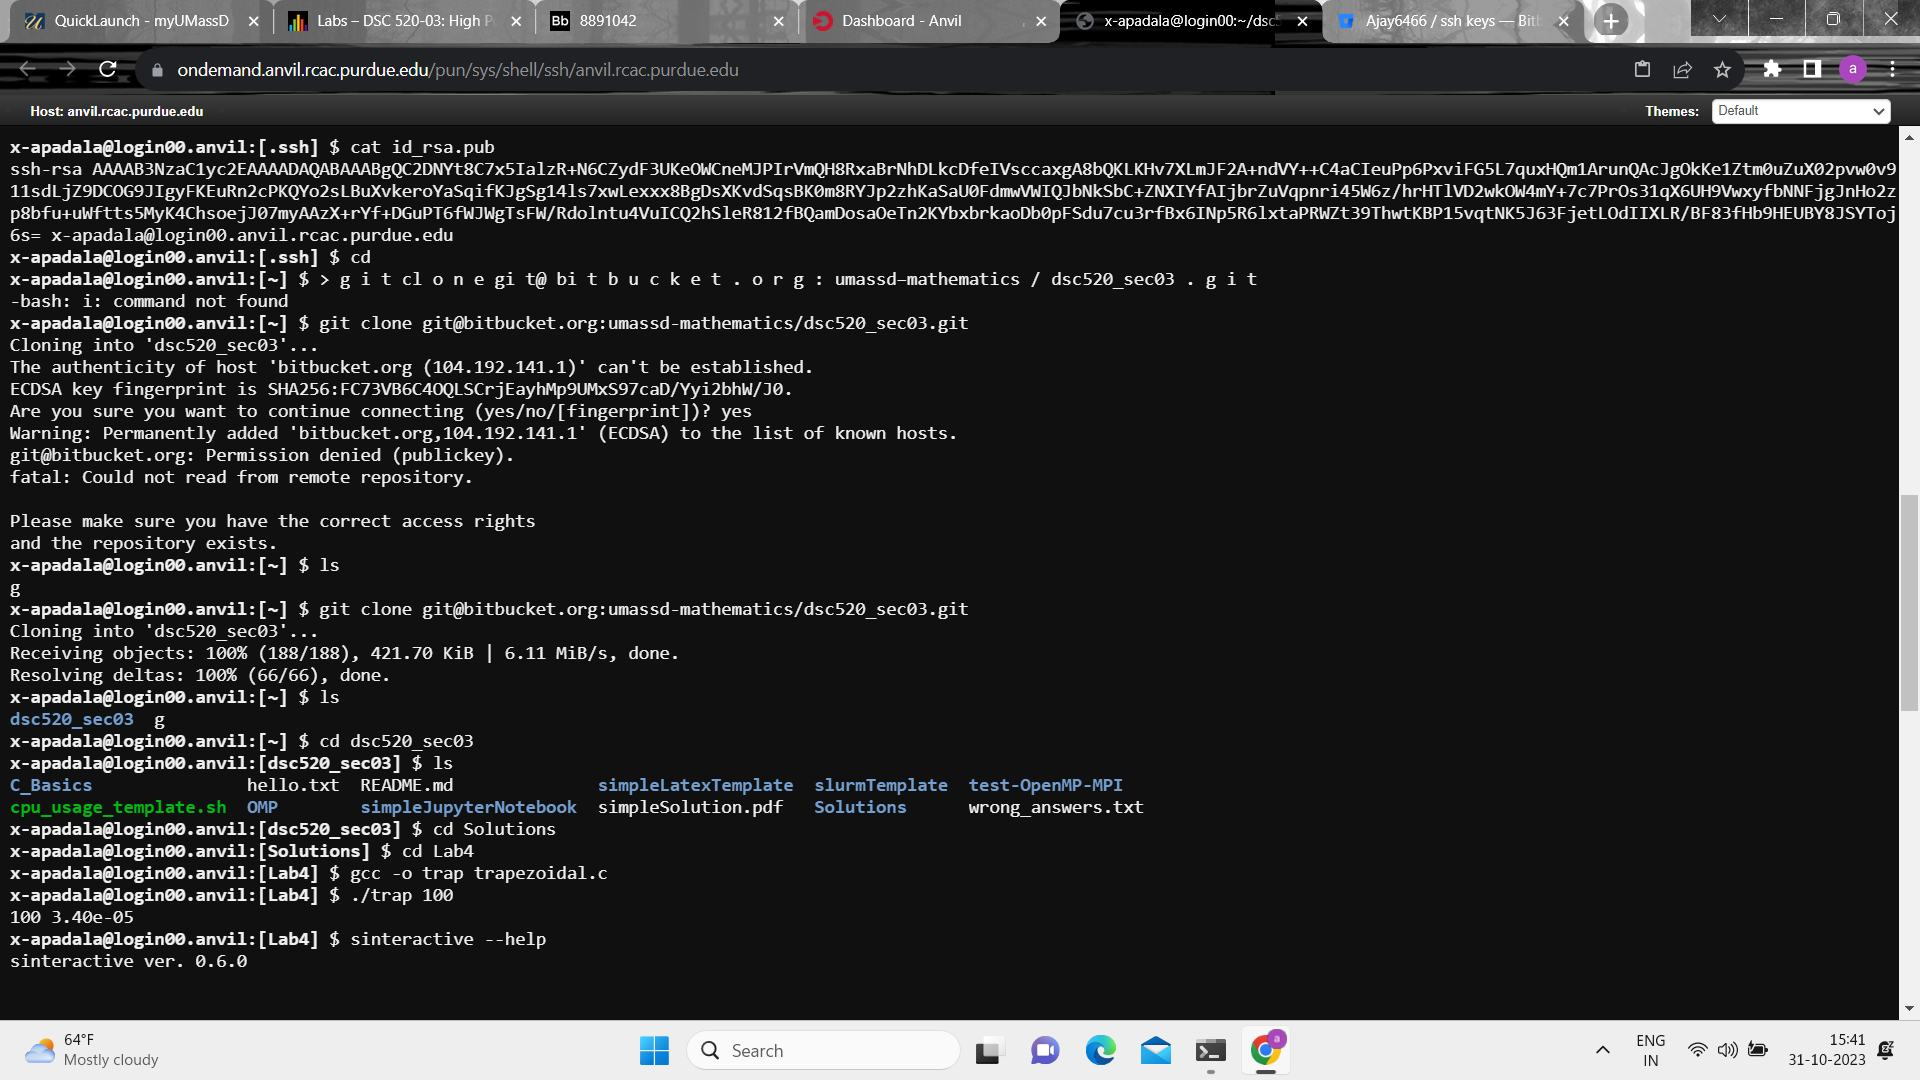 QuickLaunch - myUMassD
Labs – DSC 520-03: High P
Bb 8891042
Dashboard - Anvil
x-apadala@login00:~/dsc5
Ajay6466 / ssh keys — Bitb
ondemand.anvil.rcac.purdue.edu/pun/sys/shell/ssh/anvil.rcac.purdue.edu
a
Host: anvil.rcac.purdue.edu
Themes: Default
x-apadala@login00.anvil:[.ssh] $ cat id_rsa.pub
ssh-rsa AAAAB3NzaC1yc2EAAAADAQABAAABgQC2DNYt8C7x5IalzR+N6CZydF3UKeOWCneMJPIrVmQH8RxaBrNhDLkcDfeIVsccaxgA8bQKLKHv7XLmJF2A+ndVY++C4aCIeuPp6PxviFG5L7quxHQm1ArunQAcJgOkKe1Ztm0uZuX02pvw0v9
11sdLjZ9DCOG9JIgyFKEuRn2cPKQYo2sLBuXvkeroYaSqifKJgSg14ls7xwLexxx8BgDsXKvdSqsBK0m8RYJp2zhKaSaU0FdmwVWIQJbNkSbC+ZNXIYfAIjbrZuVqpnri45W6z/hrHTlVD2wkOW4mY+7c7PrOs31qX6UH9VwxyfbNNFjgJnHo2z
p8bfu+uWftts5MyK4ChsoejJ07myAAzX+rYf+DGuPT6fWJWgTsFW/Rdolntu4VuICQ2hSleR812fBQamDosaOeTn2KYbxbrkaoDb0pFSdu7cu3rfBx6INp5R6lxtaPRWZt39ThwtKBP15vqtNK5J63FjetLOdIIXLR/BF83fHb9HEUBY8JSYToj
6s= x-apadala@login00.anvil.rcac.purdue.edu
x-apadala@login00.anvil:[.ssh] $ cd
x-apadala@login00.anvil:[~] $ > g i t cl o n e gi t@ bi t b u c k e t . o r g : umassd−mathematics / dsc520_sec03 . g i t
-bash: i: command not found
x-apadala@login00.anvil:[~] $ git clone git@bitbucket.org:umassd-mathematics/dsc520_sec03.git
Cloning into 'dsc520_sec03'...
The authenticity of host 'bitbucket.org (104.192.141.1)' can't be established.
ECDSA key fingerprint is SHA256:FC73VB6C4OQLSCrjEayhMp9UMxS97caD/Yyi2bhW/J0.
Are you sure you want to continue connecting (yes/no/[fingerprint])? yes
Warning: Permanently added 'bitbucket.org,104.192.141.1' (ECDSA) to the list of known hosts.
git@bitbucket.org: Permission denied (publickey).
fatal: Could not read from remote repository.
Please make sure you have the correct access rights
and the repository exists.
x-apadala@login00.anvil:[~] $ ls
g
x-apadala@login00.anvil:[~] $ git clone git@bitbucket.org:umassd-mathematics/dsc520_sec03.git
Cloning into 'dsc520_sec03'...
Receiving objects: 100% (188/188), 421.70 KiB | 6.11 MiB/s, done.
Resolving deltas: 100% (66/66), done.
x-apadala@login00.anvil:[~] $ ls
dsc520_sec03 g
x-apadala@login00.anvil:[~] $ cd dsc520_sec03
x-apadala@login00.anvil:[dsc520_sec03] $ ls
C_Basics hello.txt README.md simpleLatexTemplate slurmTemplate test-OpenMP-MPI
cpu_usage_template.sh OMP simpleJupyterNotebook simpleSolution.pdf Solutions wrong_answers.txt
x-apadala@login00.anvil:[dsc520_sec03] $ cd Solutions
x-apadala@login00.anvil:[Solutions] $ cd Lab4
x-apadala@login00.anvil:[Lab4] $ gcc -o trap trapezoidal.c
x-apadala@login00.anvil:[Lab4] $ ./trap 100
100 3.40e-05
x-apadala@login00.anvil:[Lab4] $ sinteractive --help
sinteractive ver. 0.6.0
64°F
Mostly cloudy
Search
a
ENG
IN
15:41
31-10-2023